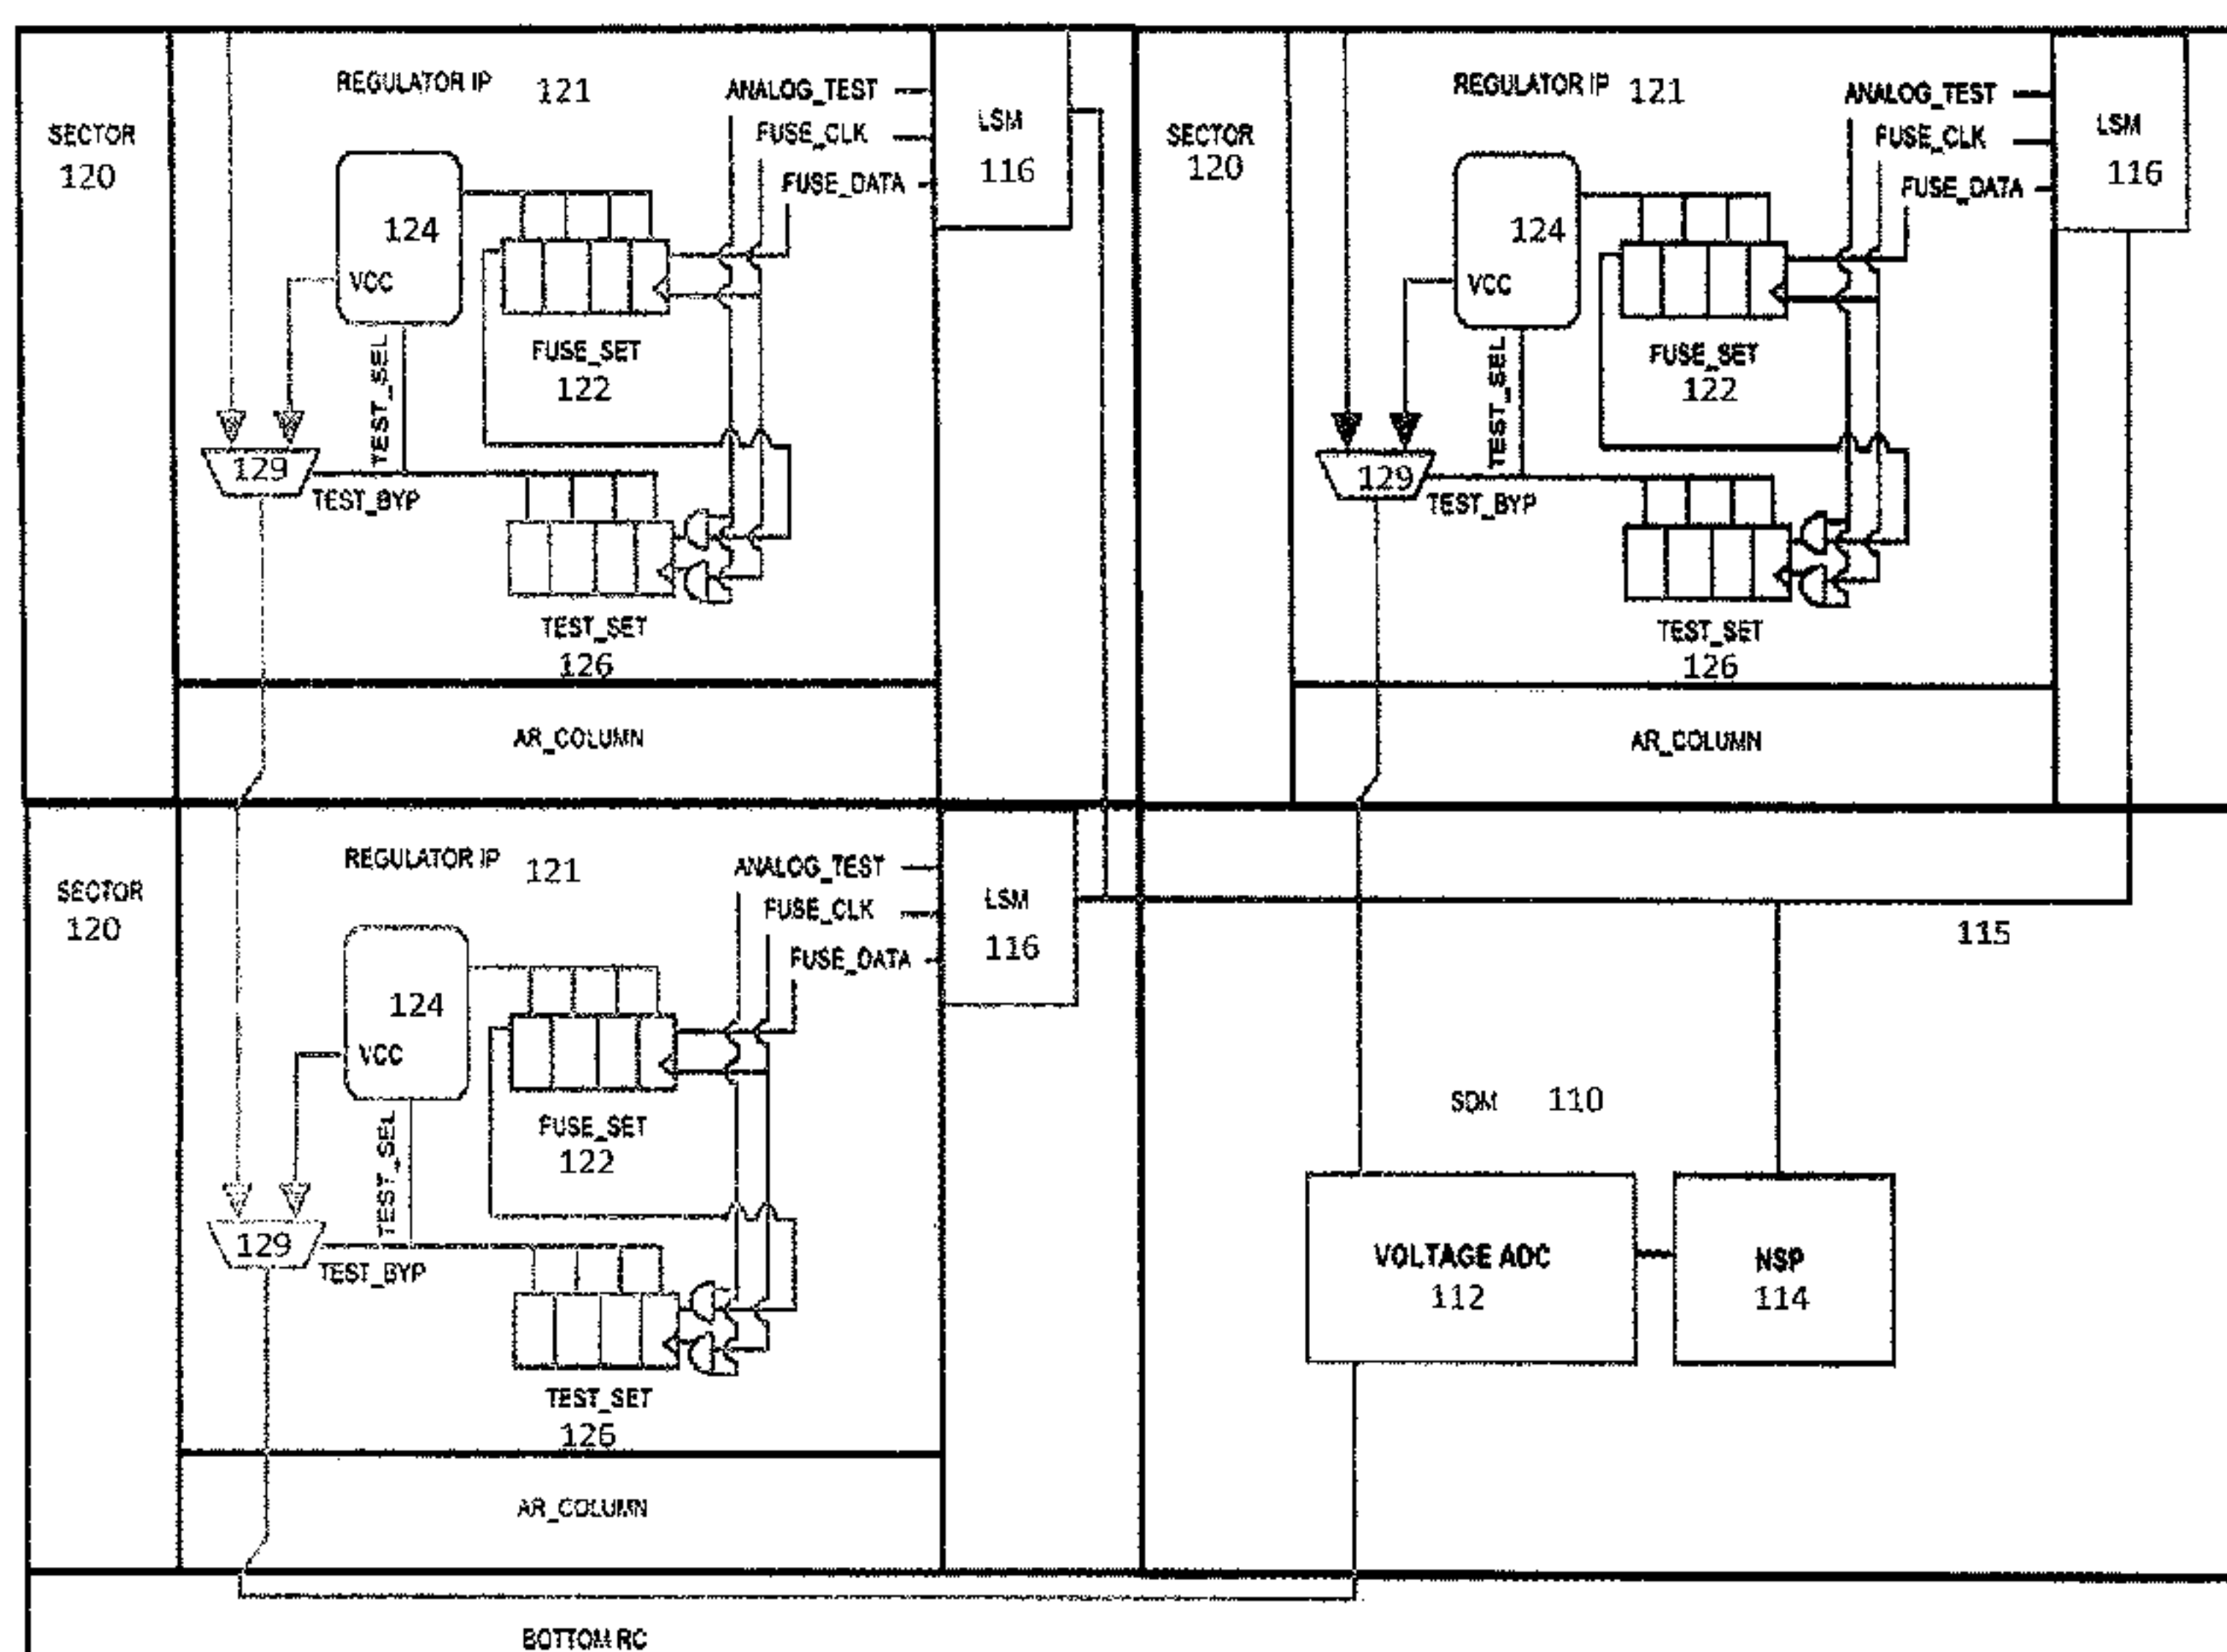 SECTOR
120
REGULATOR IP 121
ANALOG_TEST
FUSE_CLK
FUSE_DATA
LSM
116
124
VCC
TEST_SEL
FUSE_SET
122
129
TEST_BYP
TEST_SET
126
AR_COLUMN
SECTOR
120
REGULATOR IP 121
ANALOG_TEST
FUSE_CLK
FUSE_DATA
LSM
116
124
VCC
TEST_SEL
FUSE_SET
122
129
TEST_BYP
TEST_SET
126
AR_COLUMN
SECTOR
120
REGULATOR IP 121
ANALOG_TEST
FUSE_CLK
FUSE_DATA
LSM
116
124
VCC
TEST_SEL
FUSE_SET
122
129
TEST_BYP
TEST_SET
126
AR_COLUMN
115
SDM 110
VOLTAGE ADC
112
NSP
114
BOTTOM RC